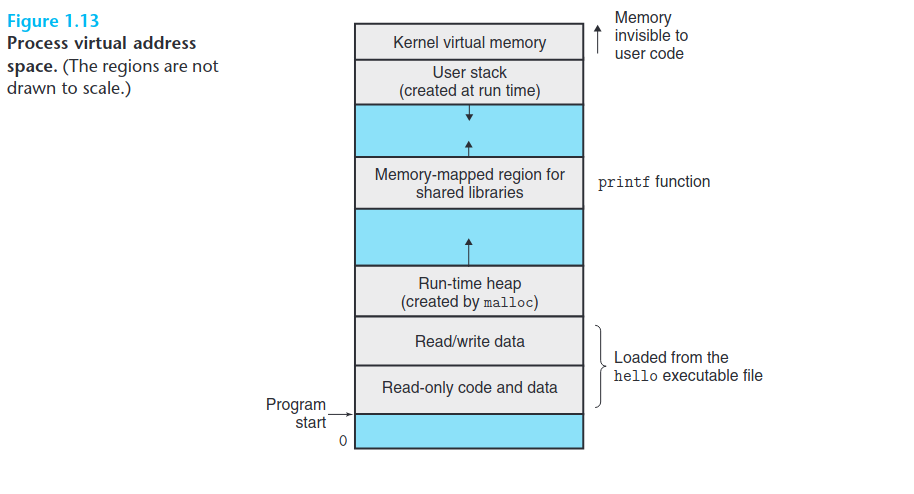 Figure 1.13
Process virtual address
space. (The regions are not
drawn to scale.)
Kernel virtual memory
Memory
invisible to
user code
User stack
(created at run time)
Memory-mapped region for
shared libraries
printf function
Run-time heap
(created by malloc)
Read/write data
Loaded from the
hello executable file
Read-only code and data
Program
start
0